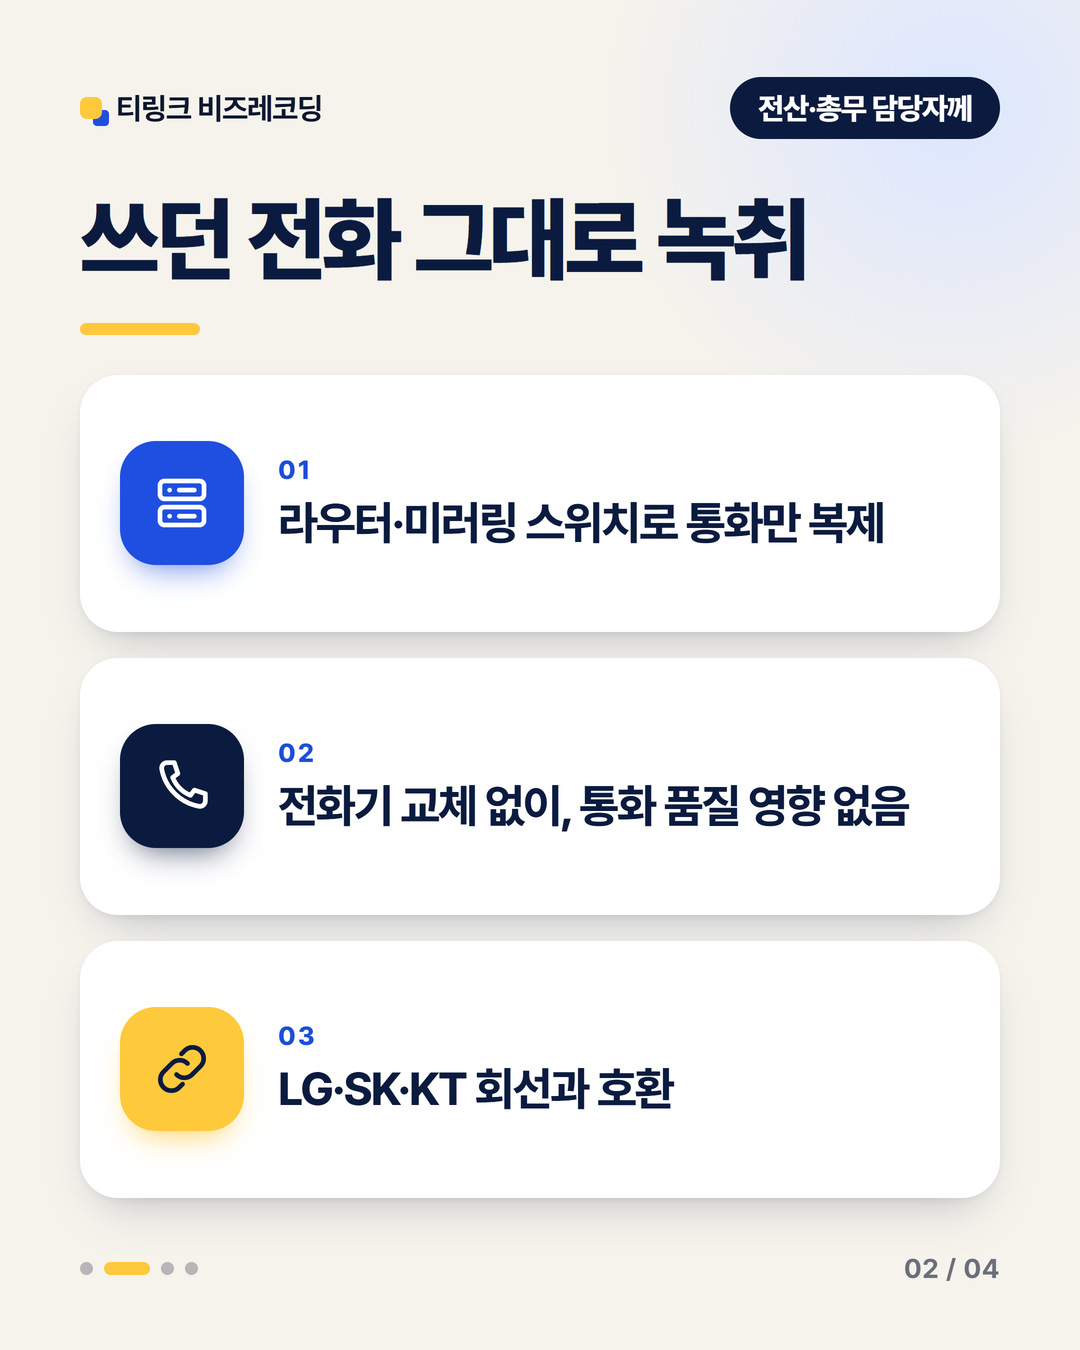 티링크 비즈레코딩
전산·총무 담당자께
쓰던 전화 그대로 녹취
01
라우터·미러링 스위치로 통화만 복제
02
전화기 교체 없이, 통화 품질 영향 없음
03
LG·SK·KT 회선과 호환
02 / 04